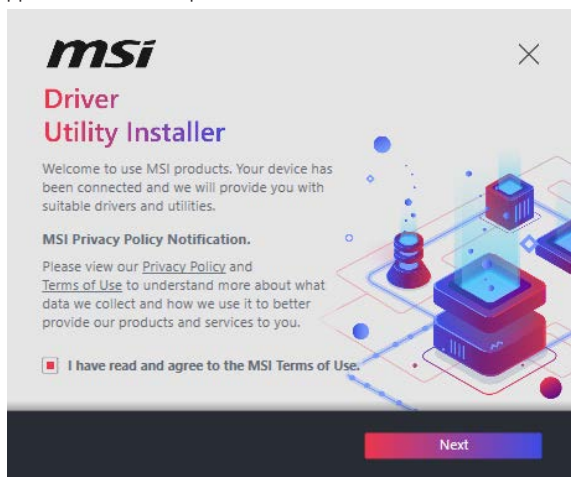 msi
Driver
Utility Installer
Welcome to use MSI products. Your device has
been connected and we will provide you with
suitable drivers and utilities.
MSI Privacy Policy Notification.
Please view our Privacy Policy and
Terms of Use to understand more about what
data we collect and how we use it to better
provide our products and services to you.
I have read and agree to the MSI Terms of Use.
Next